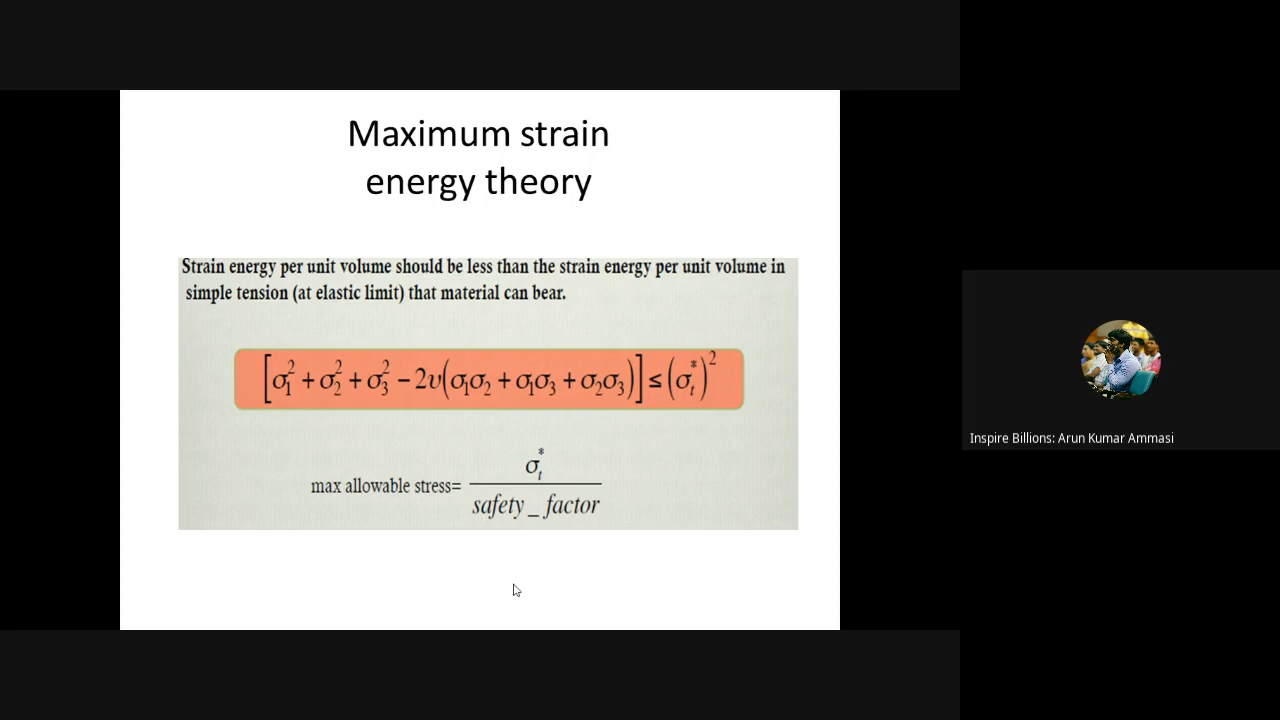 Maximum strain
energy theory
Strain energy per unit volume should be less than the strain energy per unit volume in
simple tension (at elastic limit) that material can bear.
[σ₁² + σ₂² + σ₃² − 2υ(σ₁σ₂ + σ₁σ₃ + σ₂σ₃)] ≤ (σₜ*)²
max allowable stress= σₜ* / safety _ factor
Inspire Billions: Arun Kumar Ammasi